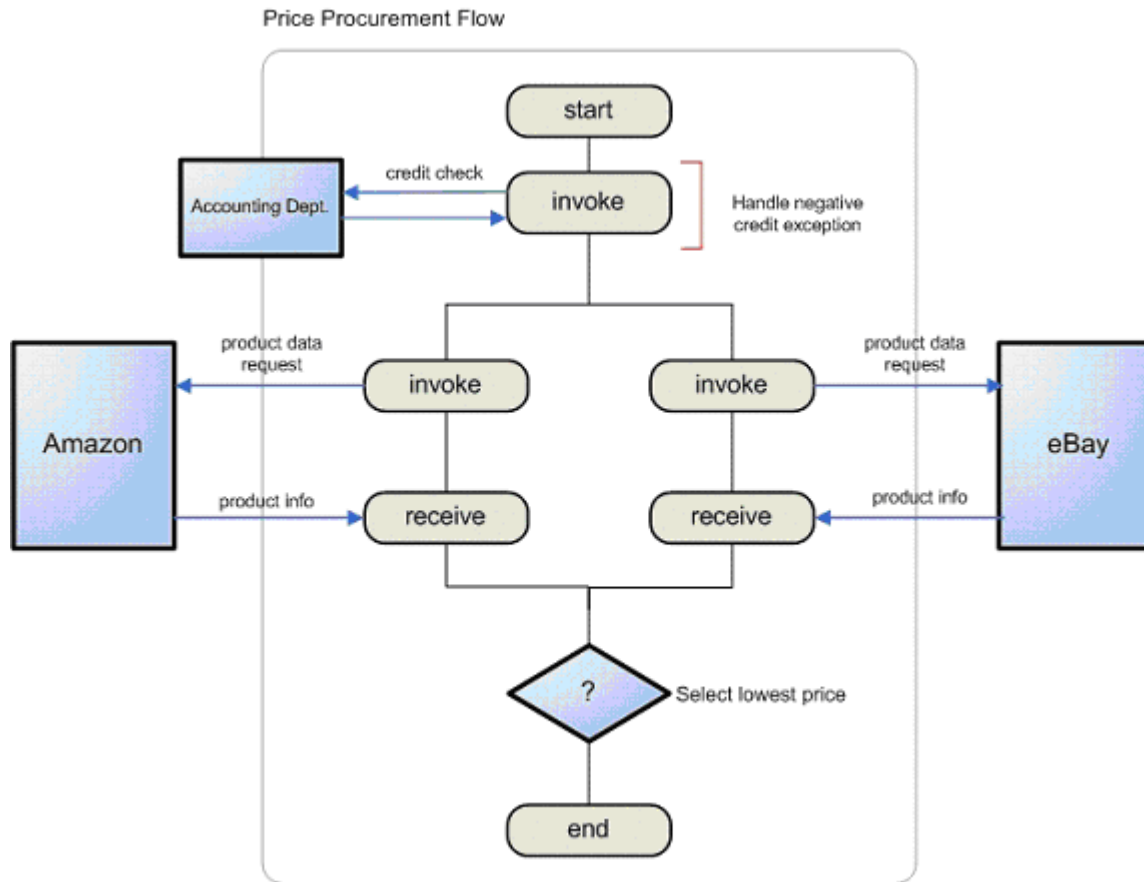 Price Procurement Flow
start
credit check
Accounting Dept.
invoke
Handle negative
credit exception
product data
request
product data
request
invoke
invoke
Amazon
eBay
product info
product info
receive
receive
?
Select lowest price
end